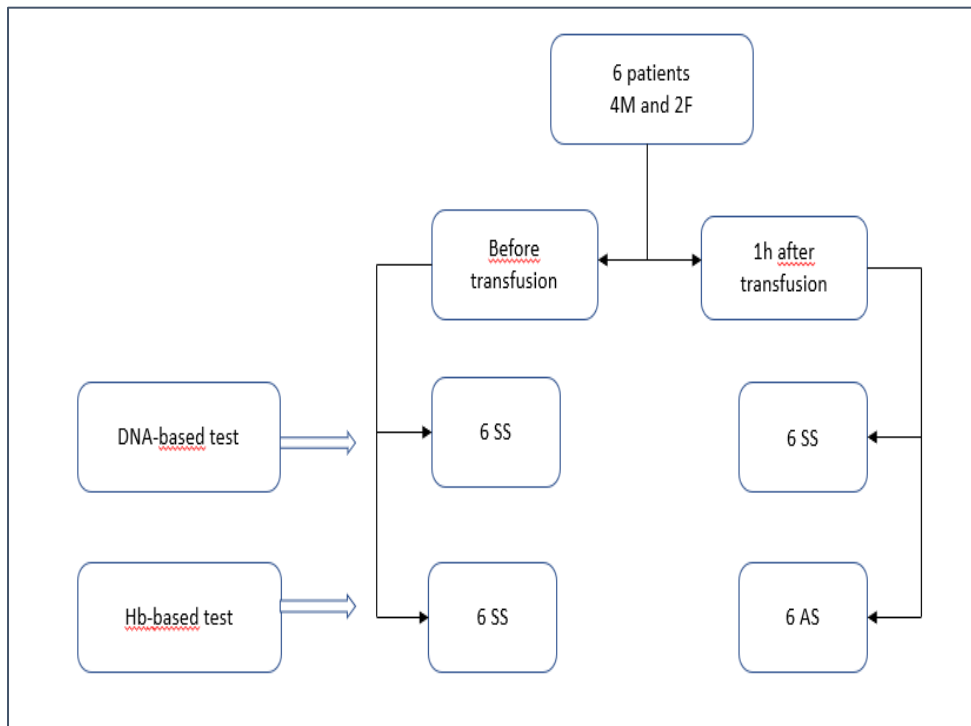 6 patients
4M and 2F
Before
transfusion
1h after
transfusion
DNA-based test
6 SS
6 SS
Hb-based test
6 SS
6 AS